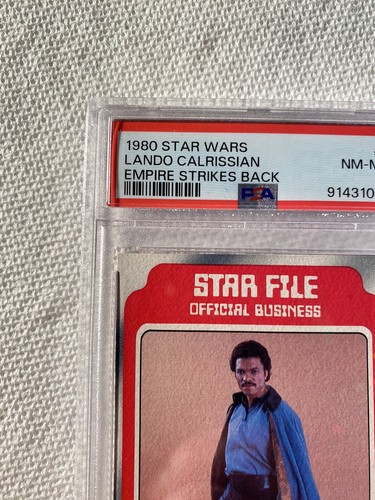 1980 STAR WARS
LANDO CALRISSIAN
EMPIRE STRIKES BACK
NM-M
PSA
914310
STAR FILE
OFFICIAL BUSINESS